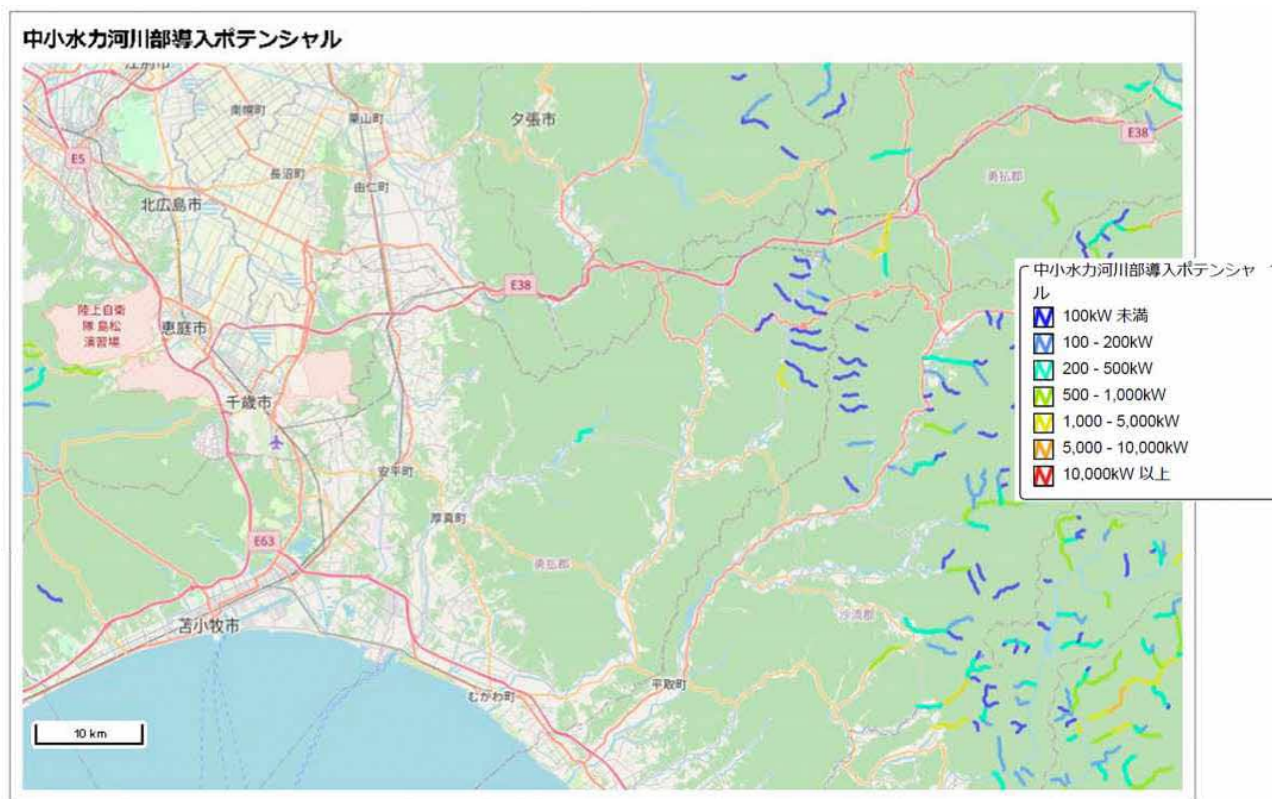 中小水力河川部導入ポテンシャル
江別市
南幌町
栗山町
夕張市
E5
E38
長沼町
由仁町
勇払郡
北広島市
E38
陸上自衛
隊 島松
演習場
恵庭市
千歳市
安平町
厚真町
E63
勇払郡
沙流郡
苫小牧市
平取町
むかわ町
10 km
中小水力河川部導入ポテンシャ
ル
100kW 未満
100 - 200kW
200 - 500kW
500 - 1,000kW
1,000 - 5,000kW
5,000 - 10,000kW
10,000kW 以上